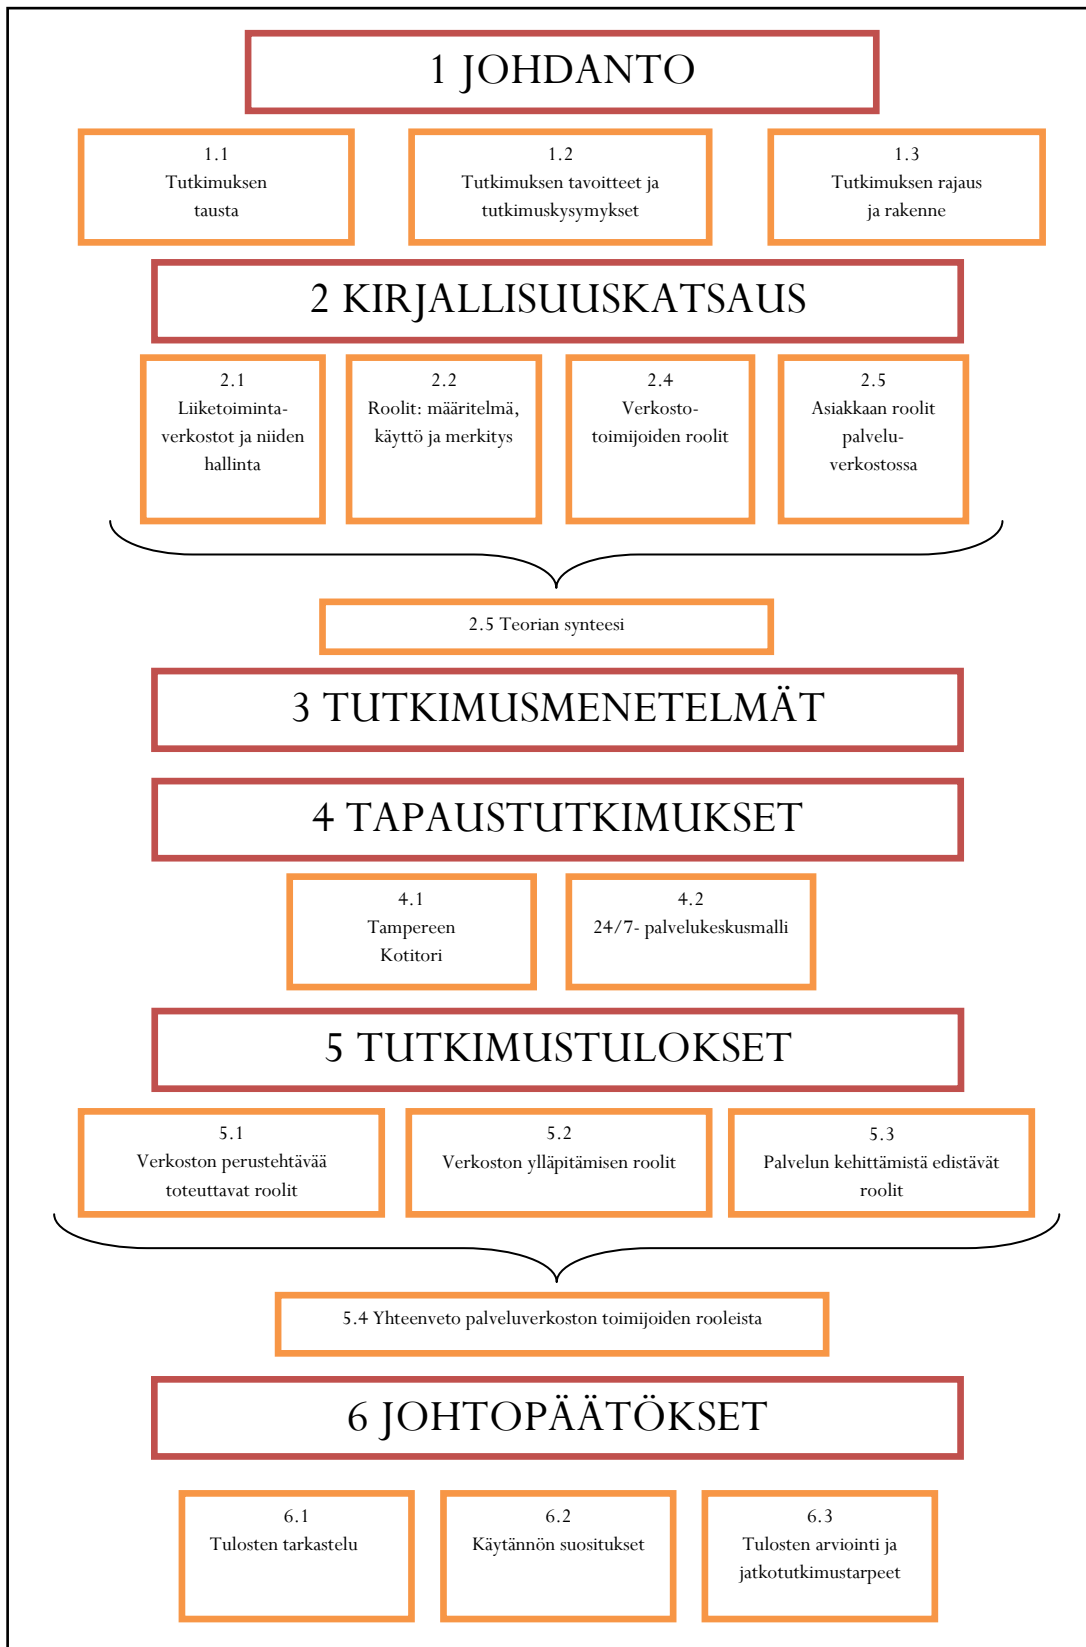 1 JOHDANTO
1.1
Tutkimuksen
tausta
1.2
Tutkimuksen tavoitteet ja
tutkimuskysymykset
1.3
Tutkimuksen rajaus
ja rakenne
2 KIRJALLISUUSKATSAUS
2.1
Liiketoiminta-
verkostot ja niiden
hallinta
2.2
Roolit: määritelmä,
käyttö ja merkitys
2.4
Verkosto-
toimijoiden roolit
2.5
Asiakkaan roolit
palvelu-
verkostossa
2.5 Teorian synteesi
3 TUTKIMUSMENETELMÄT
4 TAPAUSTUTKIMUKSET
4.1
Tampereen
Kotitori
4.2
24/7- palvelukeskusmalli
5 TUTKIMUSTULOKSET
5.1
Verkoston perustehtävää
toteuttavat roolit
5.2
Verkoston ylläpitämisen roolit
5.3
Palvelun kehittämistä edistävät
roolit
5.4 Yhteenveto palveluverkoston toimijoiden rooleista
6 JOHTOPÄÄTÖKSET
6.1
Tulosten tarkastelu
6.2
Käytännön suositukset
6.3
Tulosten arviointi ja
jatkotutkimustarpeet